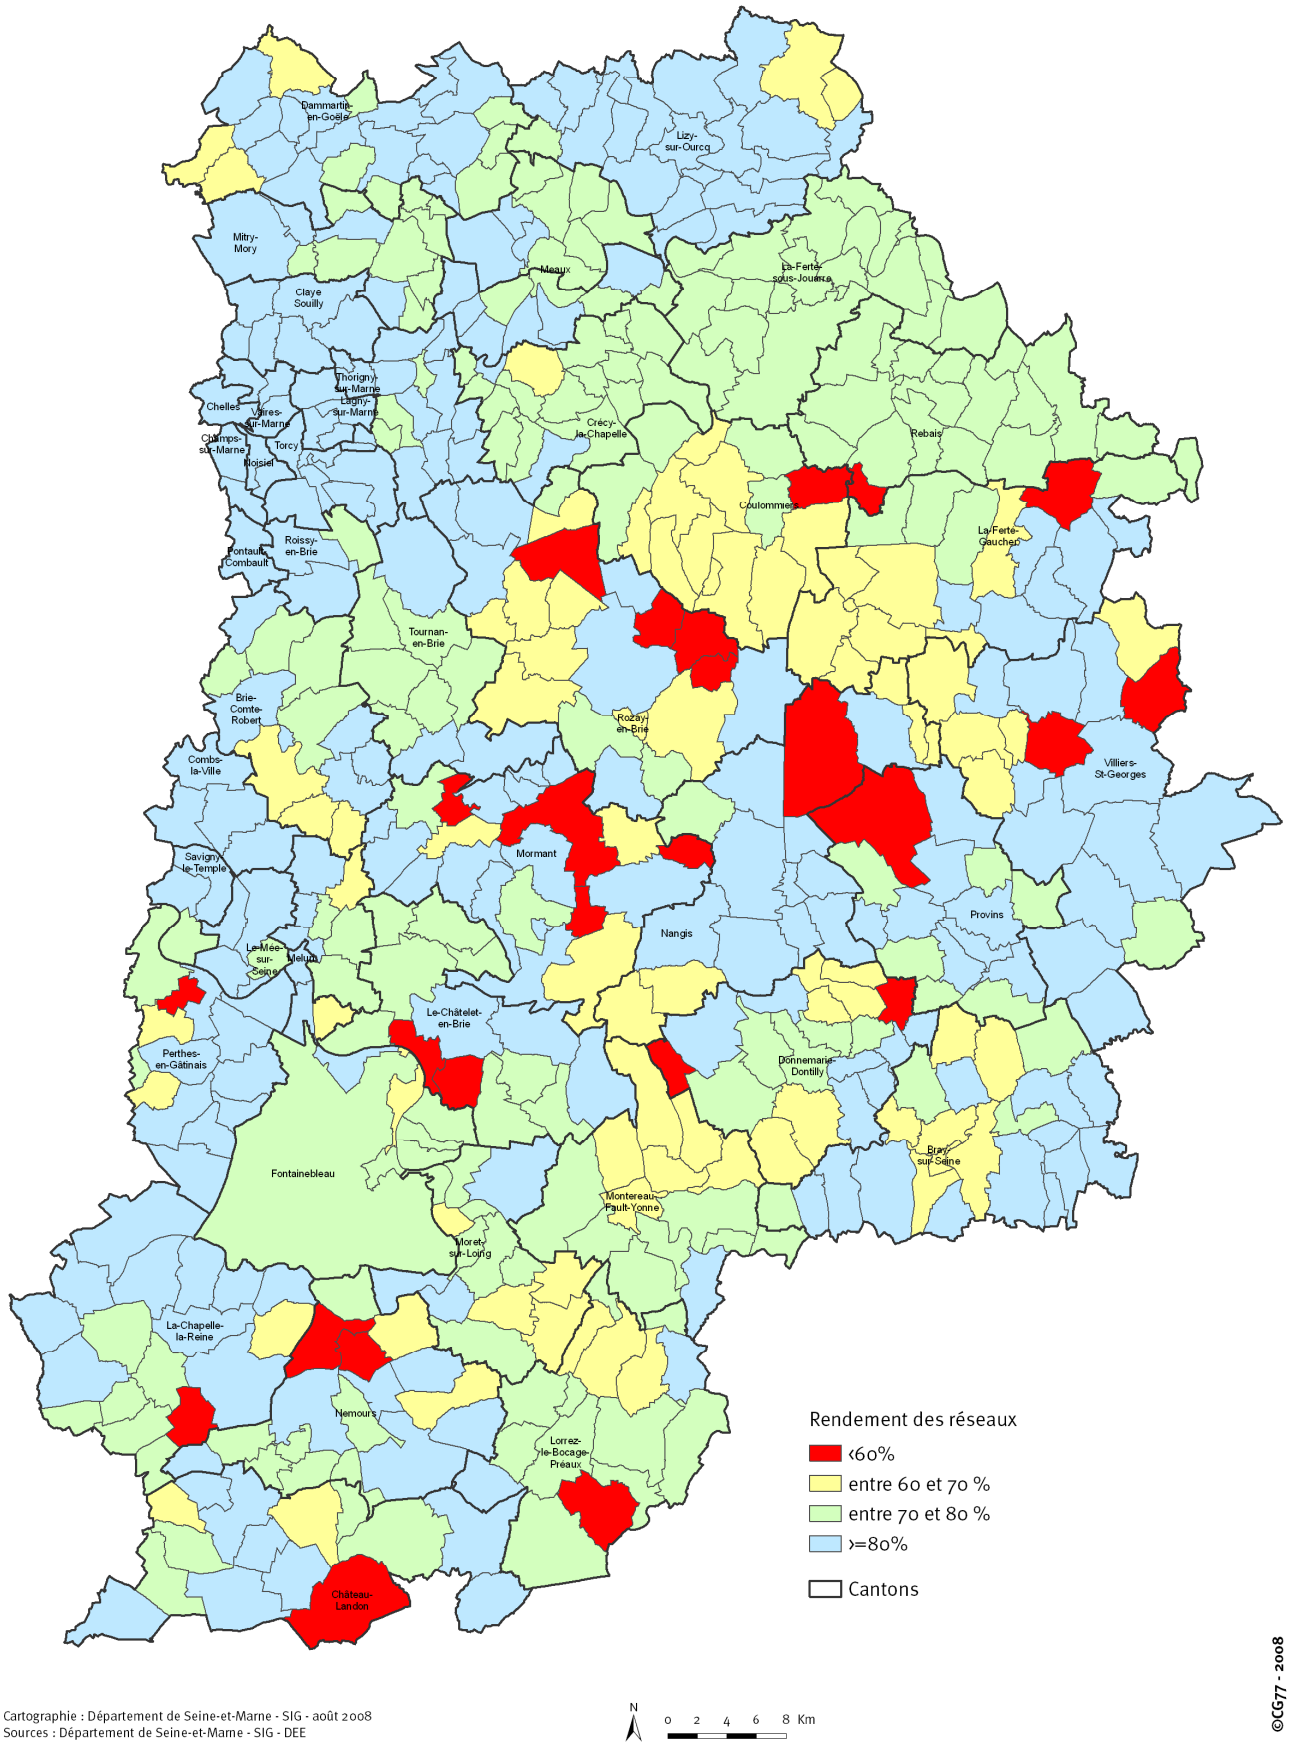 Dammartin-
en-Goële
Lizy-
sur-Ourcq
Mitry-
Mory
Meaux
La-Ferté-
sous-Jouarre
Claye
Souilly
Thorigny-
sur-Marne
Lagny-
sur-Marne
Chelles
Vaires-
sur-Marne
Champs-
sur-Marne
Torcy
Noisiel
Crécy-
la-Chapelle
Rebais
Coulommiers
La-Ferté-
Gaucher
Roissy-
en-Brie
Pontault-
Combault
Tournan-
en-Brie
Brie-
Comte-
Robert
Rozay-
en-Brie
Combs-
la-Ville
Villiers-
St-Georges
Mormant
Savigny-
le-Temple
Provins
Nangis
Le-Mée-
sur-
Seine
Melun
Le-Châtelet-
en-Brie
Perthes-
en-Gâtinais
Donnemarie-
Dontilly
Bray-
sur-Seine
Fontainebleau
Montereau-
Fault-Yonne
Moret-
sur-Loing
La-Chapelle-
la-Reine
Nemours
Lorrez-
le-Bocage-
Préaux
Château-
Landon
Rendement des réseaux
<60%
entre 60 et 70 %
entre 70 et 80 %
>=80%
Cantons
©CG77 - 2008
Cartographie : Département de Seine-et-Marne - SIG - août 2008
Sources : Département de Seine-et-Marne - SIG - DEE
N
0 2 4 6 8 Km